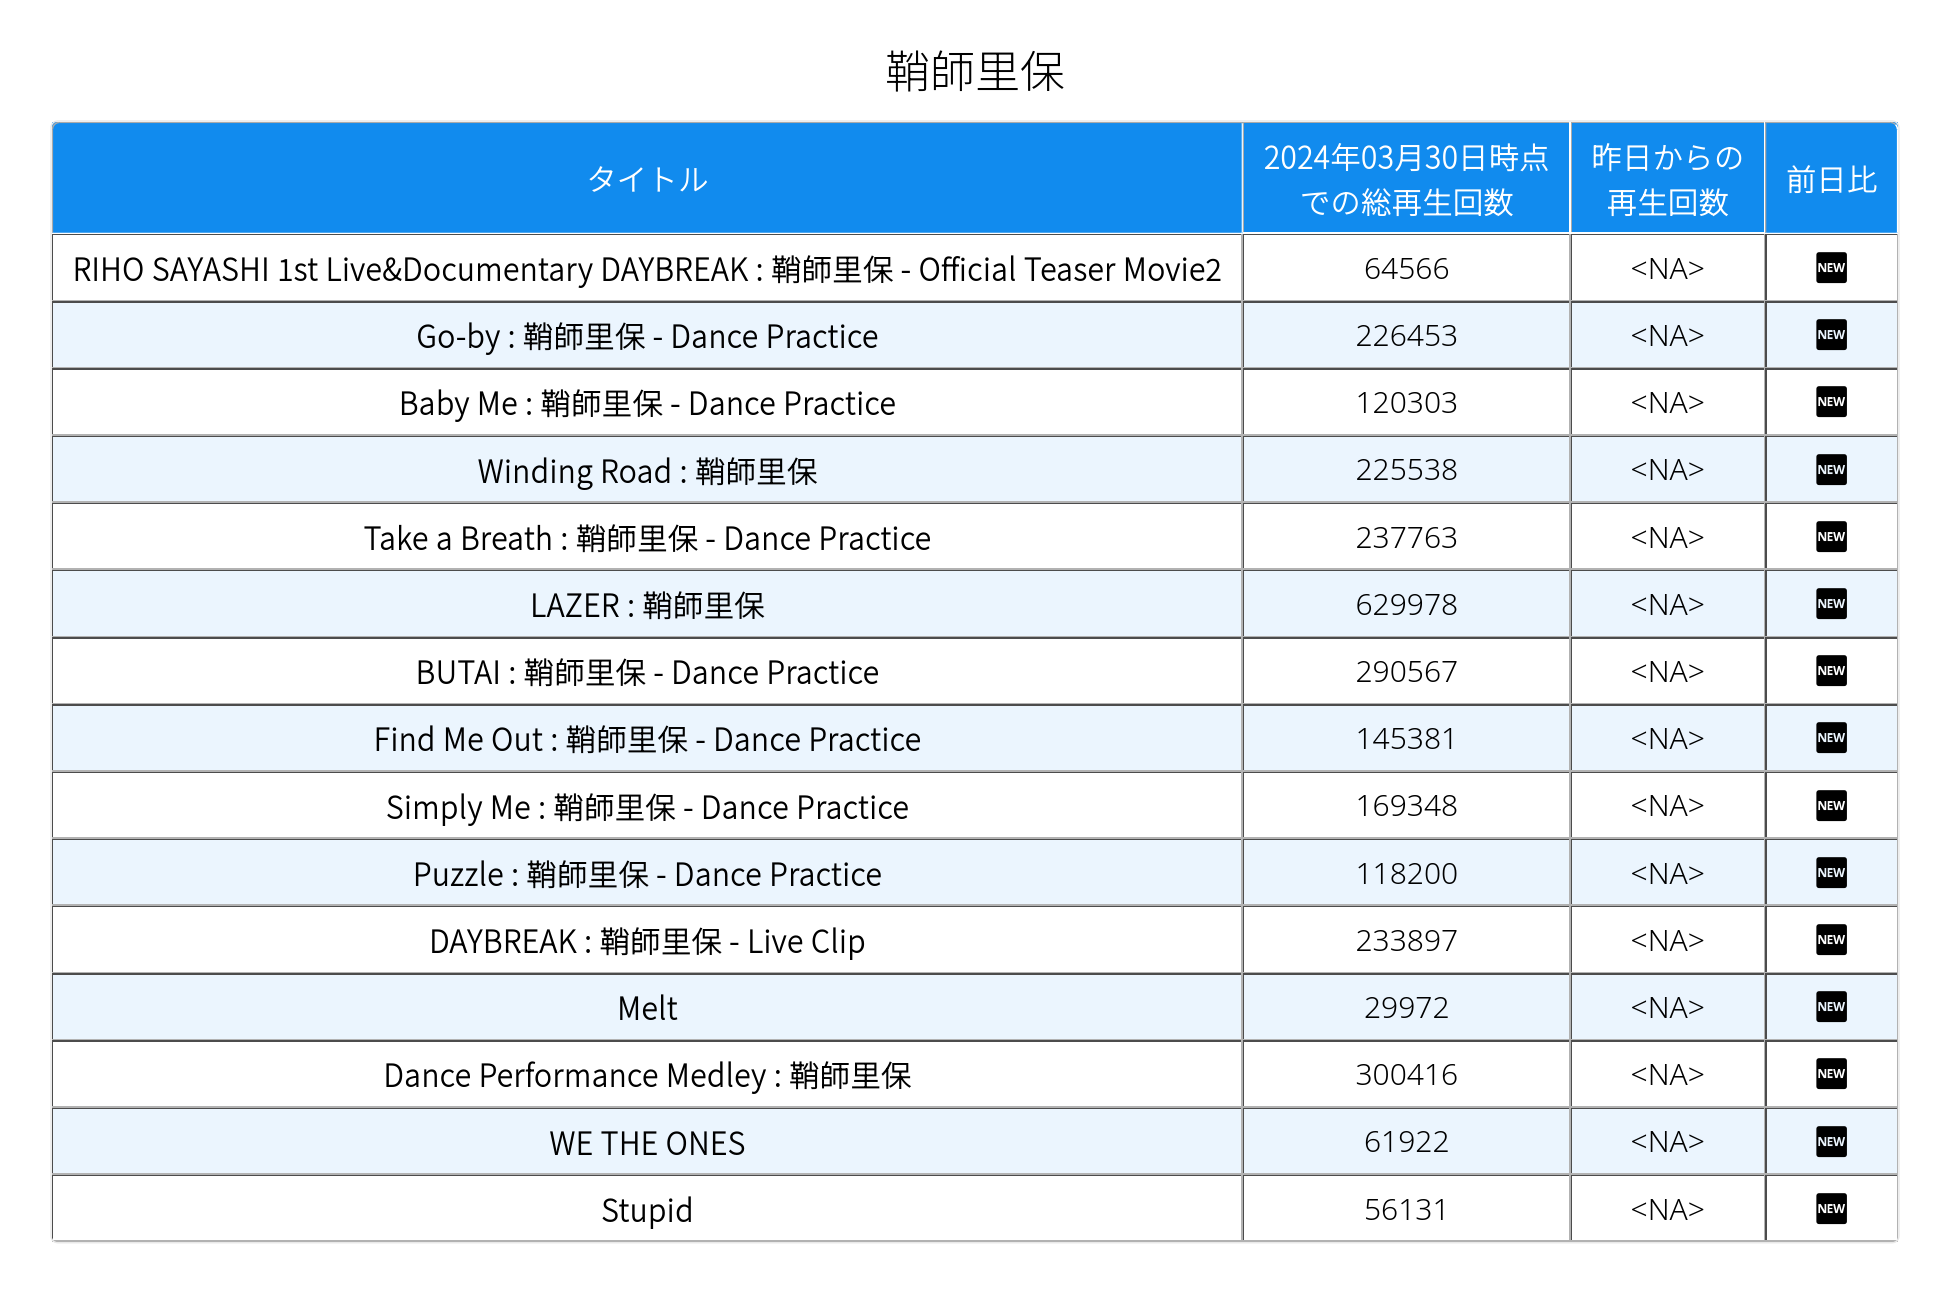 鞘師里保
タイトル
2024年03月30日時点
での総再生回数
昨日からの
再生回数
前日比
RIHO SAYASHI 1st Live&Documentary DAYBREAK : 鞘師里保 - Official Teaser Movie2 64566 <NA> NEW
Go-by : 鞘師里保 - Dance Practice 226453 <NA> NEW
Baby Me : 鞘師里保 - Dance Practice 120303 <NA> NEW
Winding Road : 鞘師里保 225538 <NA> NEW
Take a Breath : 鞘師里保 - Dance Practice 237763 <NA> NEW
LAZER : 鞘師里保 629978 <NA> NEW
BUTAI : 鞘師里保 - Dance Practice 290567 <NA> NEW
Find Me Out : 鞘師里保 - Dance Practice 145381 <NA> NEW
Simply Me : 鞘師里保 - Dance Practice 169348 <NA> NEW
Puzzle : 鞘師里保 - Dance Practice 118200 <NA> NEW
DAYBREAK : 鞘師里保 - Live Clip 233897 <NA> NEW
Melt 29972 <NA> NEW
Dance Performance Medley : 鞘師里保 300416 <NA> NEW
WE THE ONES 61922 <NA> NEW
Stupid 56131 <NA> NEW